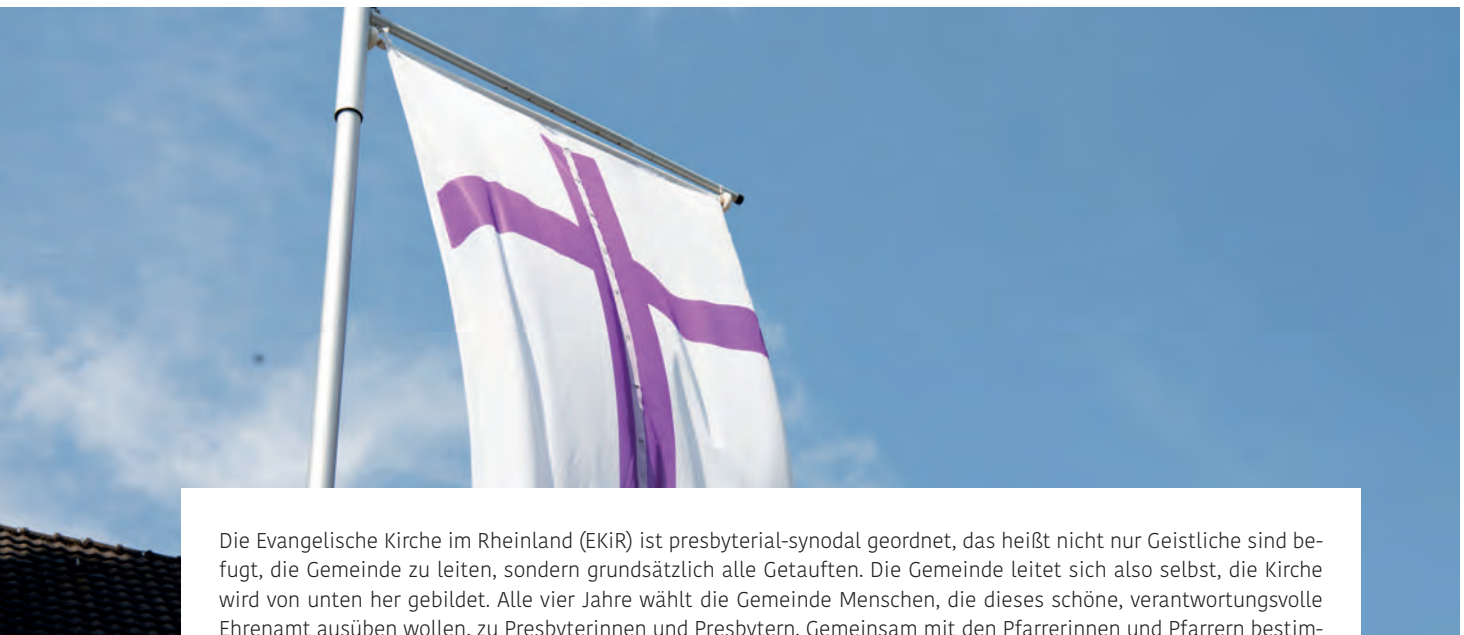 Die Evangelische Kirche im Rheinland (EKiR) ist presbyterial-synodal geordnet, das heißt nicht nur Geistliche sind be-
fugt, die Gemeinde zu leiten, sondern grundsätzlich alle Getauften. Die Gemeinde leitet sich also selbst, die Kirche
wird von unten her gebildet. Alle vier Jahre wählt die Gemeinde Menschen, die dieses schöne, verantwortungsvolle
Ehrenamt ausüben wollen, zu Presbyterinnen und Presbytern. Gemeinsam mit den Pfarrerinnen und Pfarrern bestim-